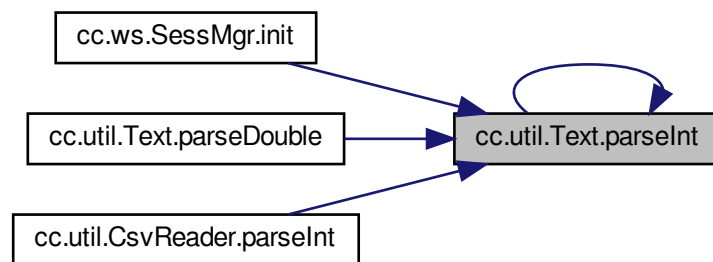 cc.ws.SessMgr.init
cc.util.Text.parseDouble
cc.util.Text.parseInt
cc.util.CsvReader.parseInt